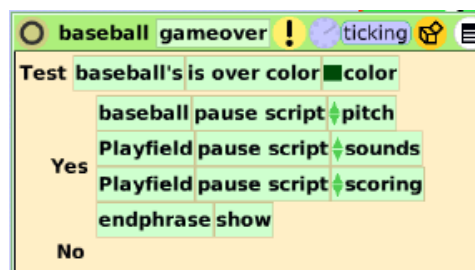 baseball gameover ! ticking
Test baseball's is over color color
baseball pause script pitch
Playfield pause script sounds
Yes
Playfield pause script scoring
endphrase show
No